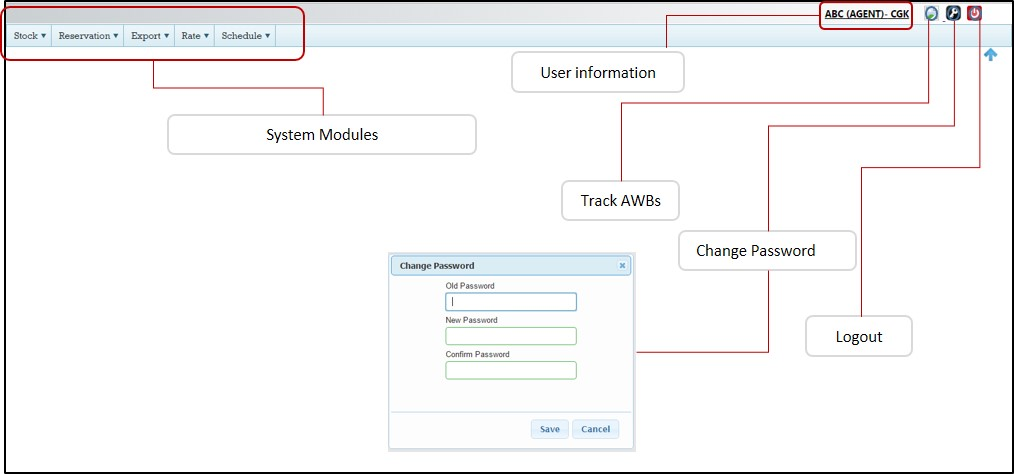 ABC (AGENT)- CGK
Stock ▾ Reservation ▾ Export ▾ Rate ▾ Schedule ▾
User information
System Modules
Track AWBs
Change Password
Change Password
Old Password
New Password
Confirm Password
Logout
Save Cancel